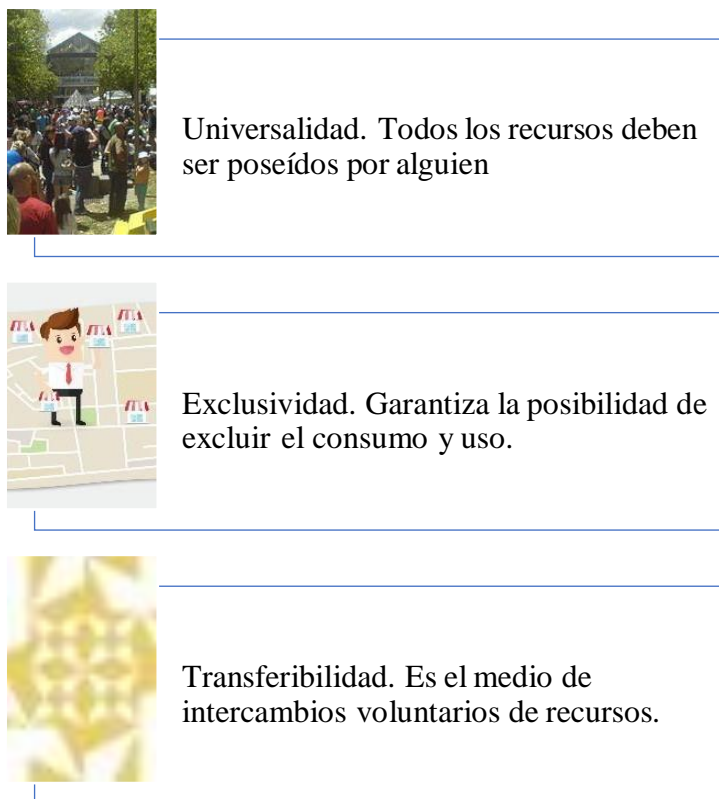 Universalidad. Todos los recursos deben
ser poseídos por alguien
Exclusividad. Garantiza la posibilidad de
excluir el consumo y uso.
Transferibilidad. Es el medio de
intercambios voluntarios de recursos.